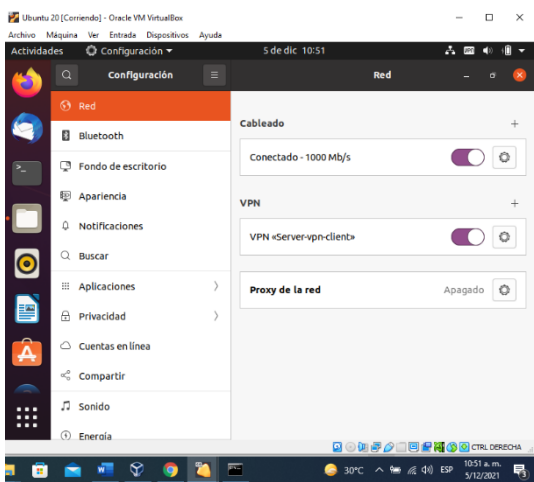 Ubuntu 20 [Corriendo] - Oracle VM VirtualBox
Archivo Máquina Ver Entrada Dispositivos Ayuda
Actividades Configuración 5 de dic 10:51
Configuración Red
Red
Bluetooth
Fondo de escritorio
Apariencia
Notificaciones
Buscar
Aplicaciones
Privacidad
Cuentas en línea
Compartir
Sonido
Energía
Cableado
Conectado - 1000 Mb/s
VPN
VPN «Server-vpn-client»
Proxy de la red Apagado
CTRL DERECHA
30°C ESP 10:51 a. m.
5/12/2021